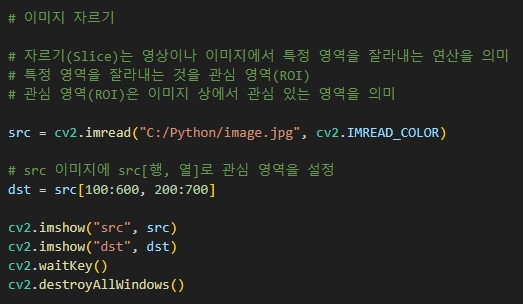 # 이미지 자르기
# 자르기(Slice)는 영상이나 이미지에서 특정 영역을 잘라내는 연산을 의미
# 특정 영역을 잘라내는 것을 관심 영역(ROI)
# 관심 영역(ROI)은 이미지 상에서 관심 있는 영역을 의미
src = cv2.imread("C:/Python/image.jpg", cv2.IMREAD_COLOR)
# src 이미지에 src[행, 열]로 관심 영역을 설정
dst = src[100:600, 200:700]
cv2.imshow("src", src)
cv2.imshow("dst", dst)
cv2.waitKey()
cv2.destroyAllWindows()